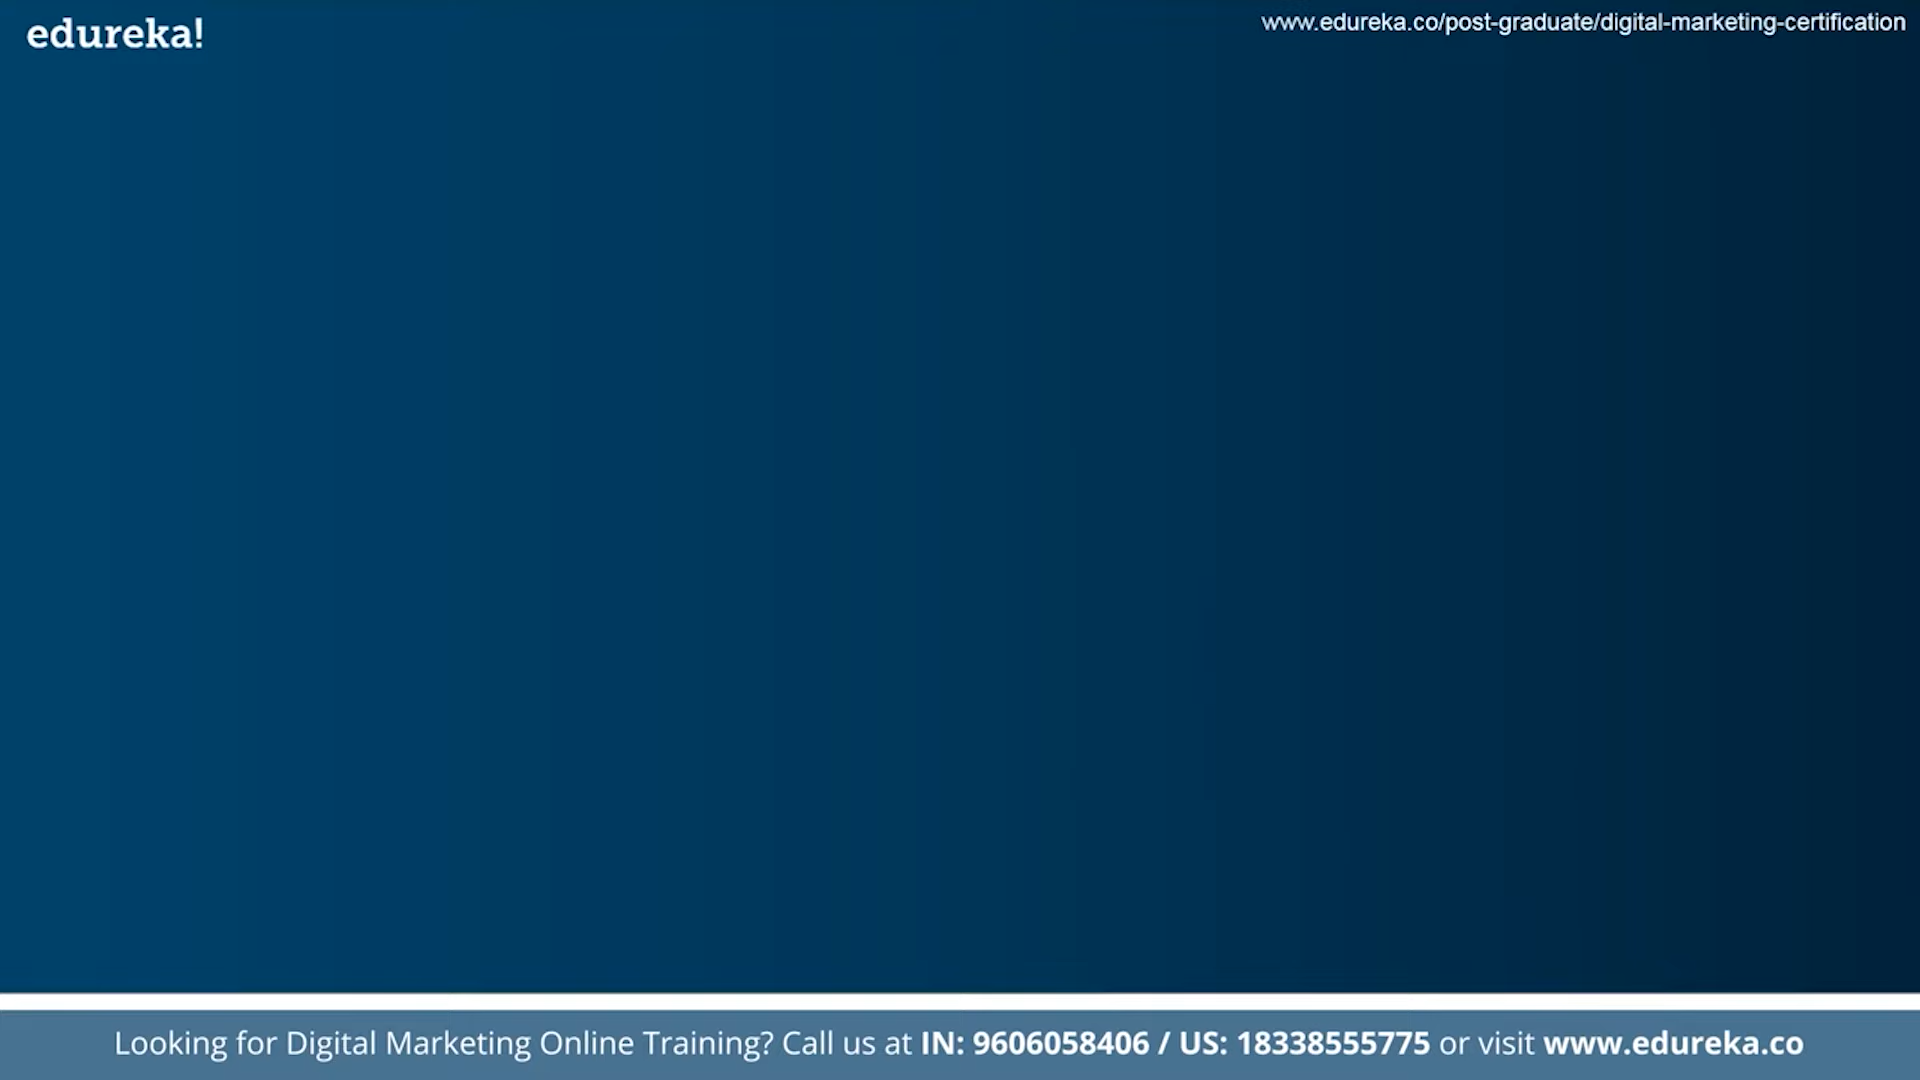 edureka!
www.edureka.co/post-graduate/digital-marketing-certification
Looking for Digital Marketing Online Training? Call us at IN: 9606058406 / US: 18338555775 or visit www.edureka.co